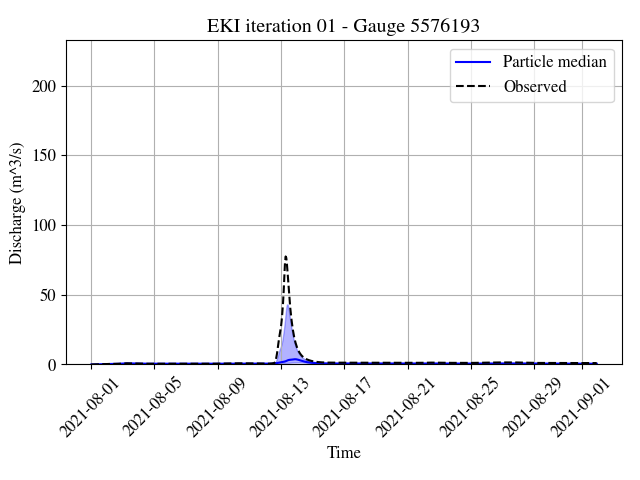 EKI iteration 01 - Gauge 5576193
Particle median
Observed
Discharge (m^3/s)
200
150
100
50
0
2021-08-01
2021-08-05
2021-08-09
2021-08-13
2021-08-17
2021-08-21
2021-08-25
2021-08-29
2021-09-01
Time